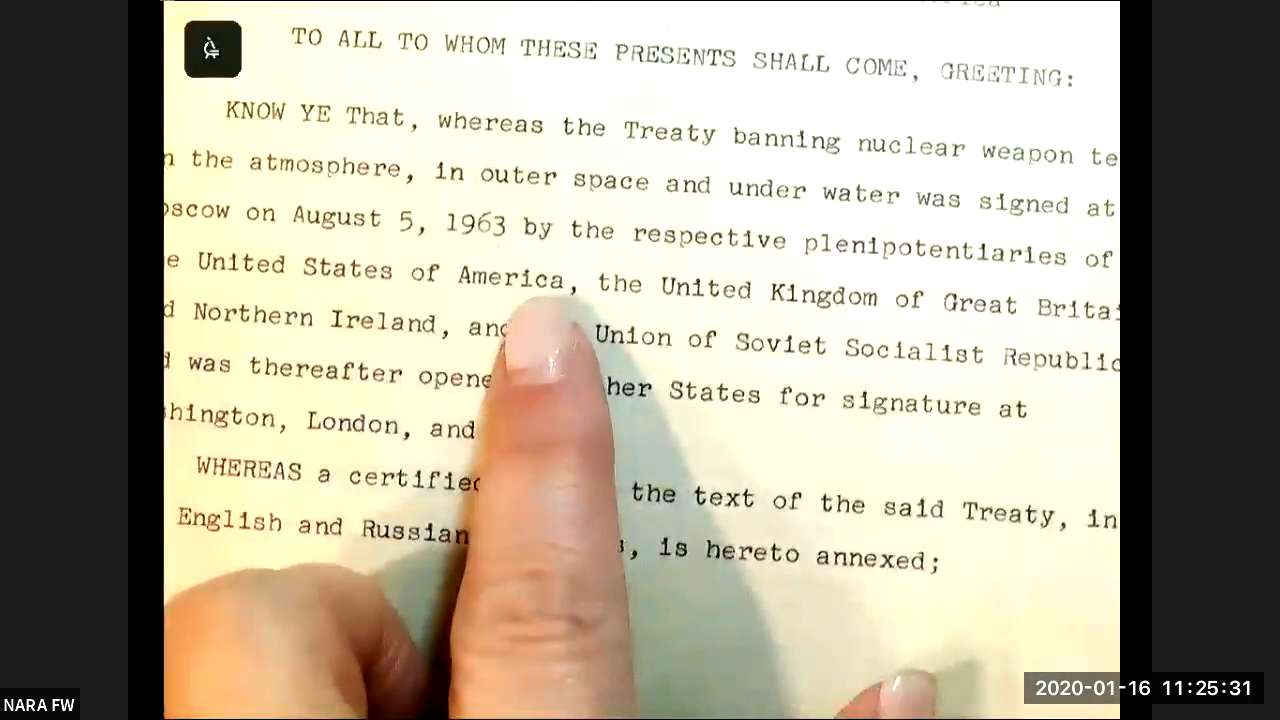 TO ALL TO WHOM THESE PRESENTS SHALL COME, GREETING:
KNOW YE That, whereas the Treaty banning nuclear weapon te
n the atmosphere, in outer space and under water was signed at
oscow on August 5, 1963 by the respective plenipotentiaries of
e United States of America, the United Kingdom of Great Britai
d Northern Ireland, and Union of Soviet Socialist Republic
d was thereafter opene her States for signature at
shington, London, and
WHEREAS a certified the text of the said Treaty, in
English and Russian s, is hereto annexed;
NARA FW
2020-01-16 11:25:31